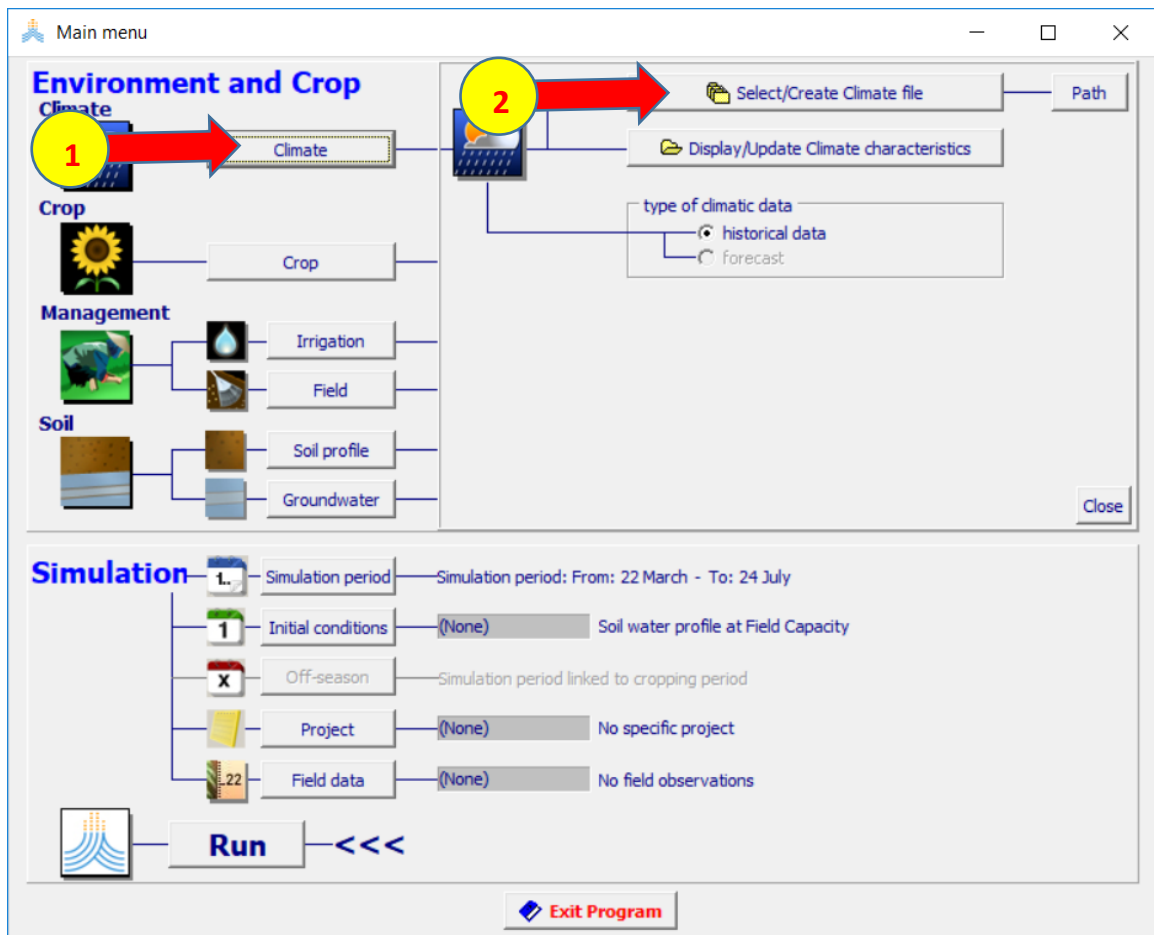 Main menu
Environment and Crop
Climate
1
Climate
2
Select/Create Climate file
Path
Display/Update Climate characteristics
type of climatic data
historical data
forecast
Crop
Crop
Management
Irrigation
Field
Soil
Soil profile
Groundwater
Close
Simulation
1..
Simulation period
Simulation period: From: 22 March - To: 24 July
1
Initial conditions
(None)
Soil water profile at Field Capacity
X
Off-season
Simulation period linked to cropping period
Project
(None)
No specific project
..22
Field data
(None)
No field observations
Run
<<<
Exit Program